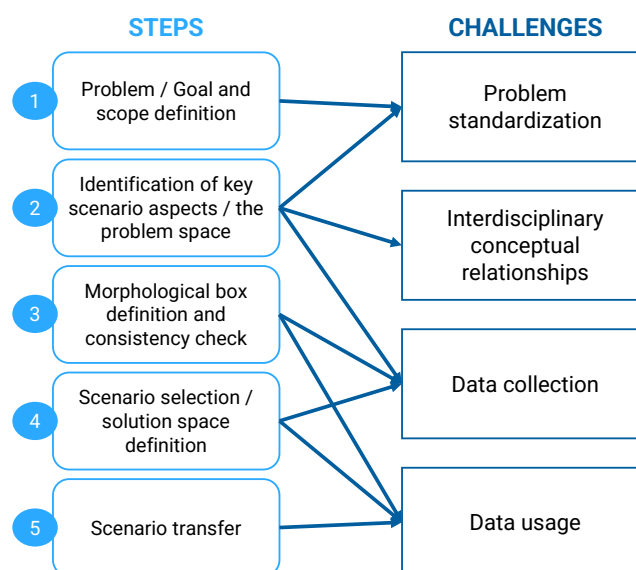 STEPS
CHALLENGES
1
Problem / Goal and
scope definition
2
Identification of key
scenario aspects / the
problem space
3
Morphological box
definition and
consistency check
4
Scenario selection /
solution space
definition
5
Scenario transfer
Problem
standardization
Interdisciplinary
conceptual
relationships
Data collection
Data usage